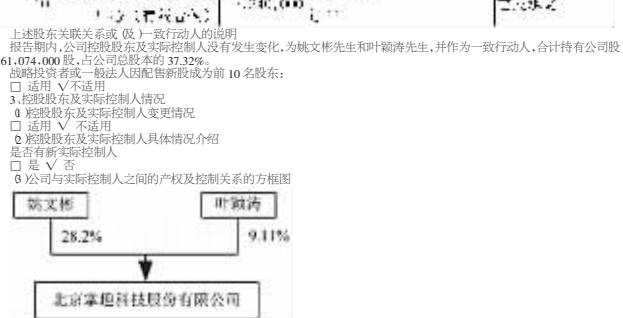 上述股东关联关系或(及)一致行动人的说明
报告期内,公司控股股东及实际控制人没有发生变化,为姚文彬先生和叶颖涛先生,并作为一致行动人,合计持有公司股
61,074,000股,占公司总股本的37.32%。
战略投资者或一般法人因配售新股成为前10名股东:
□ 适用 √不适用
3、控股股东及实际控制人情况
(1)控股股东及实际控制人变更情况
□ 适用 √ 不适用
(2)控股股东及实际控制人具体情况介绍
是否有新实际控制人
□ 是 √ 否
(3)公司与实际控制人之间的产权及控制关系的方框图
姚文彬 叶颖涛
28.2% 9.11%
北京掌趣科技股份有限公司